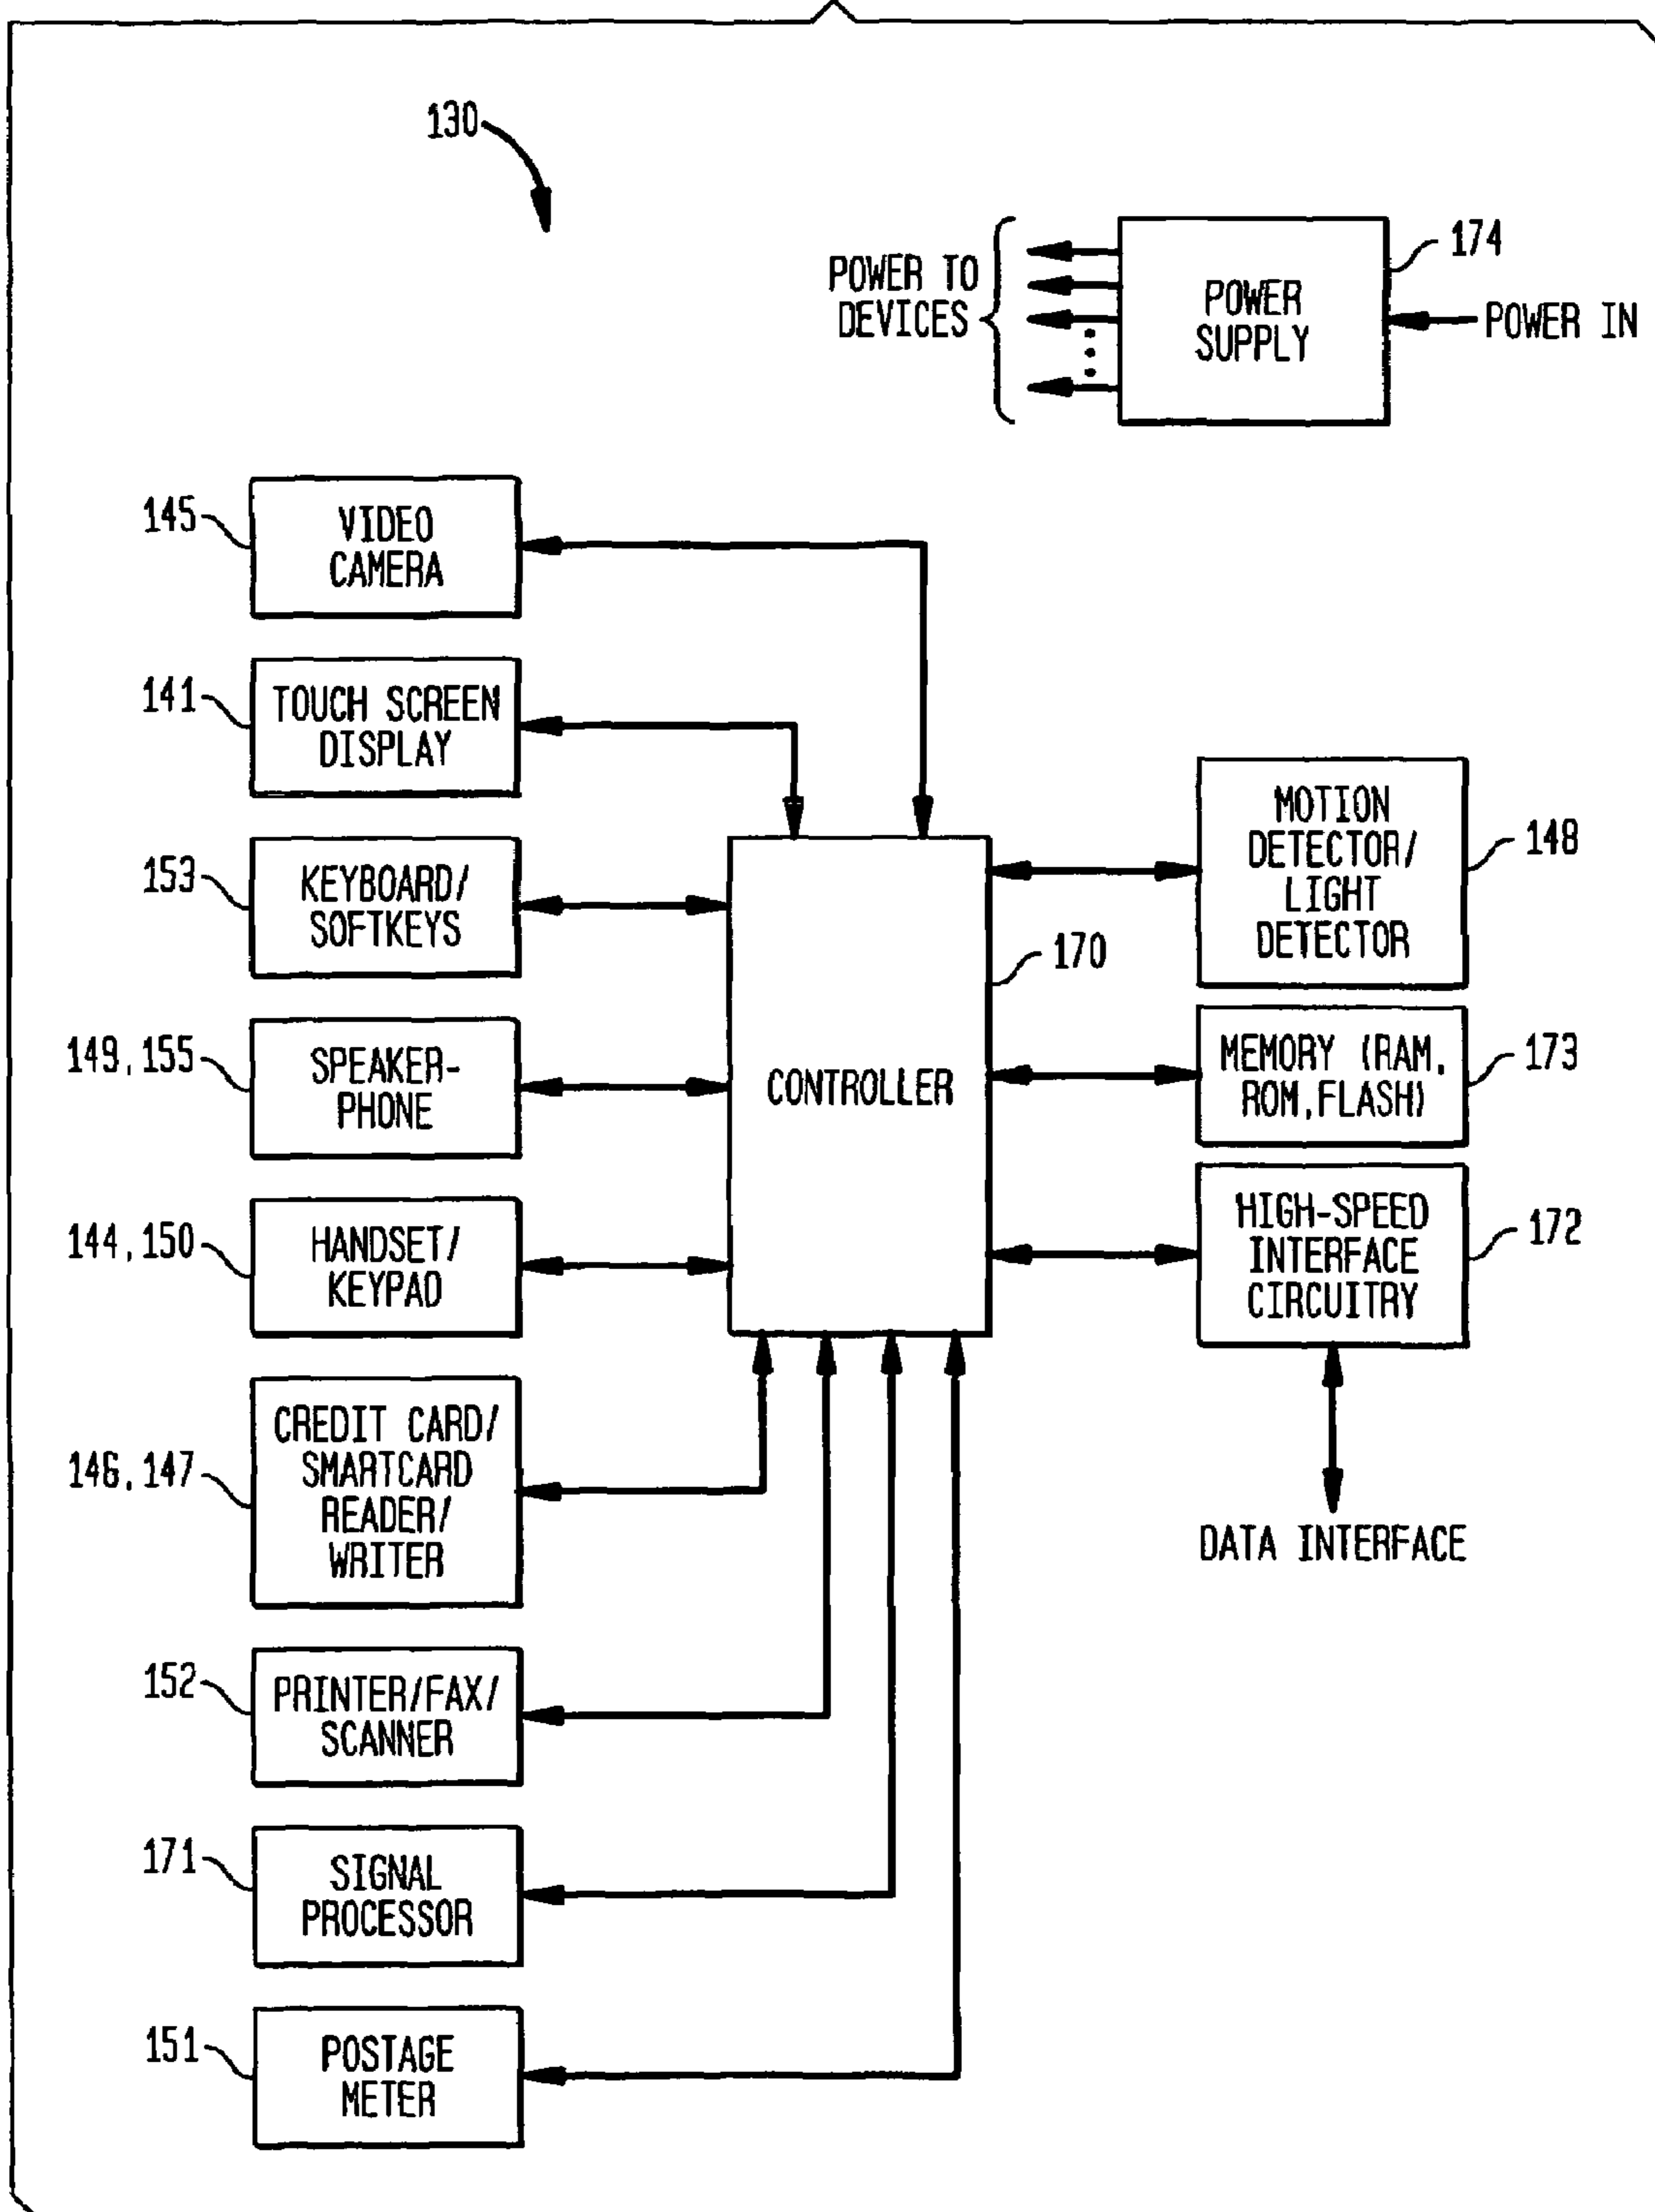 130
174
POWER TO
DEVICES
POWER
SUPPLY
POWER IN
145
VIDEO
CAMERA
141
TOUCH SCREEN
DISPLAY
153
KEYBOARD/
SOFTKEYS
149,155
SPEAKER-
PHONE
144,150
HANDSET/
KEYPAD
146,147
CREDIT CARD/
SMARTCARD
READER/
WRITER
152
PRINTER/FAX/
SCANNER
171
SIGNAL
PROCESSOR
151
POSTAGE
METER
CONTROLLER
170
MOTION
DETECTOR/
LIGHT
DETECTOR
148
MEMORY (RAM,
ROM,FLASH)
173
HIGH-SPEED
INTERFACE
CIRCUITRY
172
DATA INTERFACE